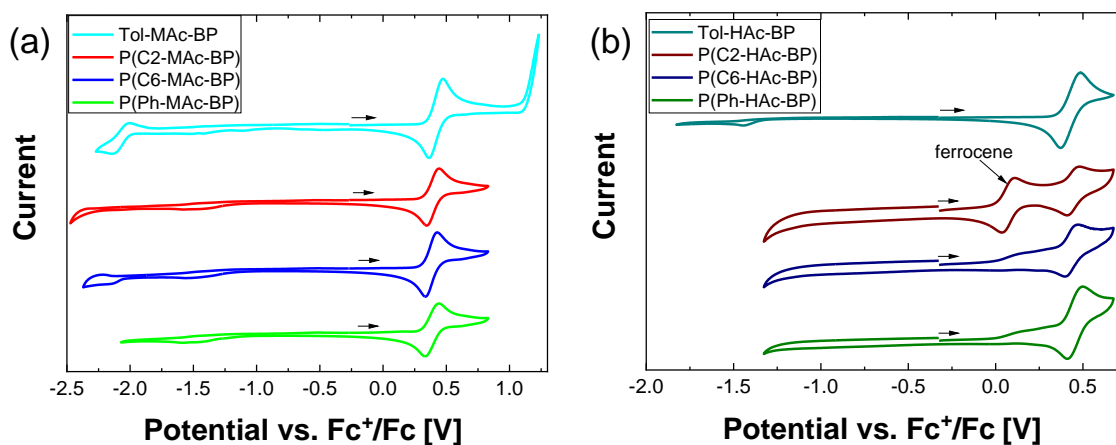 (a)
Tol-MAc-BP
P(C2-MAc-BP)
P(C6-MAc-BP)
P(Ph-MAc-BP)
Current
-2.5 -2.0 -1.5 -1.0 -0.5 0.0 0.5 1.0
Potential vs. Fc⁺/Fc [V]
(b)
Tol-HAc-BP
P(C2-HAc-BP)
P(C6-HAc-BP)
P(Ph-HAc-BP)
ferrocene
Current
-2.0 -1.5 -1.0 -0.5 0.0 0.5
Potential vs. Fc⁺/Fc [V]